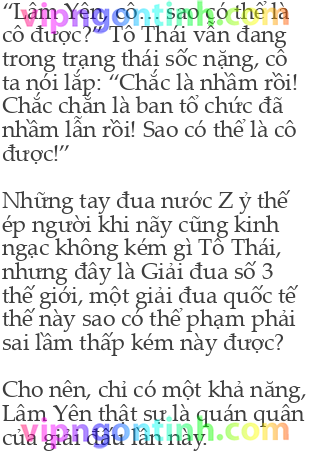 “Lâm Yên, cô… sao có thể là
cô được?” Tô Thái vẫn đang
trong trạng thái sốc nặng, cô
ta nói lắp: “Chắc là nhầm rồi!
Chắc chắn là ban tổ chức đã
nhầm lẫn rồi! Sao có thể là cô
được!”
Những tay đua nước Z ỷ thế
ép người khi nãy cũng kinh
ngạc không kém gì Tô Thái,
nhưng đây là Giải đua số 3
thế giới, một giải đua quốc tế
thế này sao có thể phạm phải
sai lầm thấp kém này được?
Cho nên, chỉ có một khả năng,
Lâm Yên thật sự là quán quân
của giải đấu lần này.
vipngontinh.com
vipngontinh.com